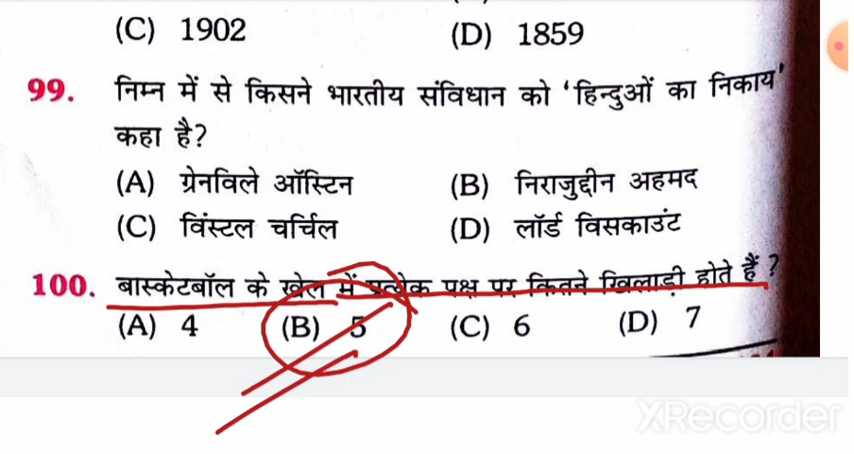 (C) 1902 (D) 1859
99. निम्न में से किसने भारतीय संविधान को 'हिन्दुओं का निकाय'
कहा है?
(A) ग्रेनविले ऑस्टिन (B) निराजुद्दीन अहमद
(C) विंस्टल चर्चिल (D) लॉर्ड विसकाउंट
100. बास्केटबॉल के खेल में प्रत्येक पक्ष पर कितने खिलाड़ी होते हैं ?
(A) 4 (B) 5 (C) 6 (D) 7
XRecorder